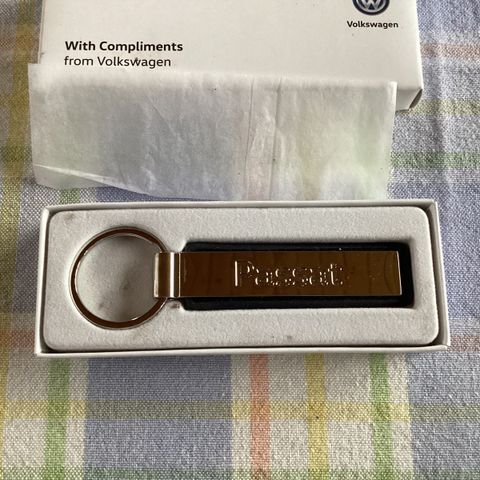 Volkswagen
With Compliments
from Volkswagen
Passat